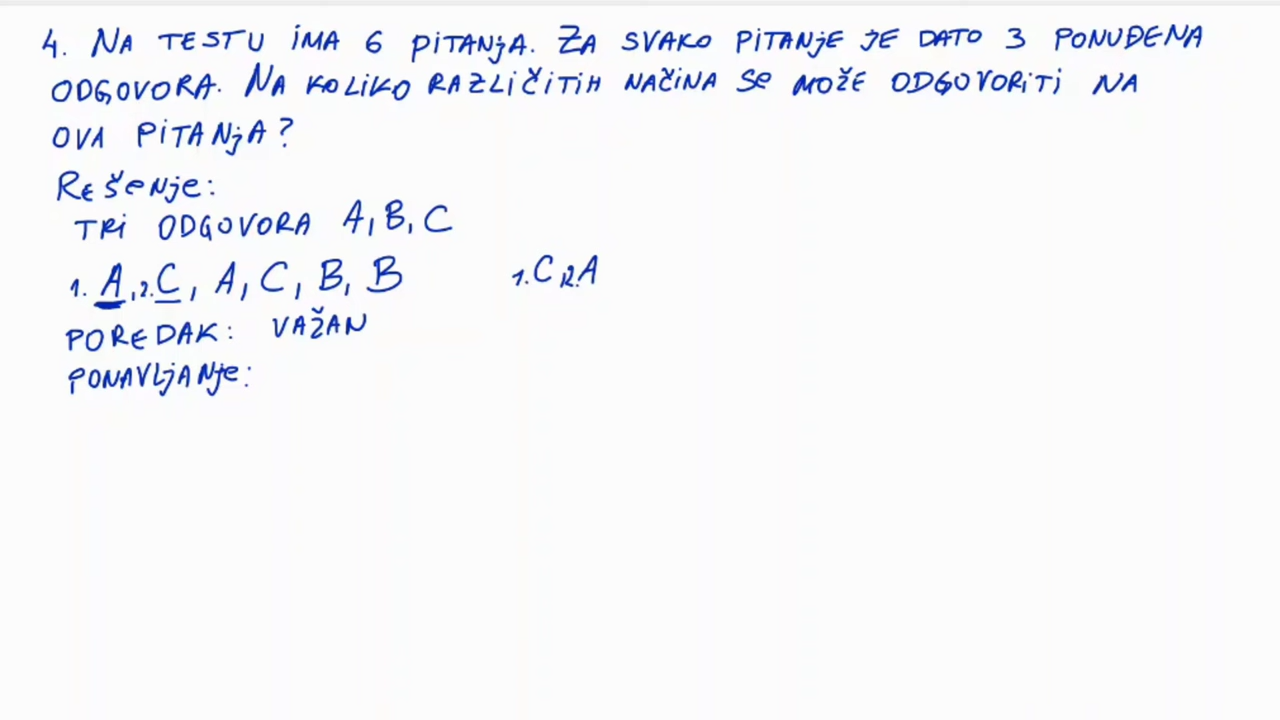 4. NA TESTU IMA 6 PITANJA. ZA SVAKO PITANJE JE DATO 3 PONUĐENA
ODGOVORA. NA KOLIKO RAZLIČITIH NAČINA SE MOŽE ODGOVORITI NA
OVA PITANJA?
REŠENJE:
TRI ODGOVORA A, B, C
1. A, 2. C, A, C, B, B 1. C 2. A
POREDAK: VAŽAN
PONAVLJANJE: